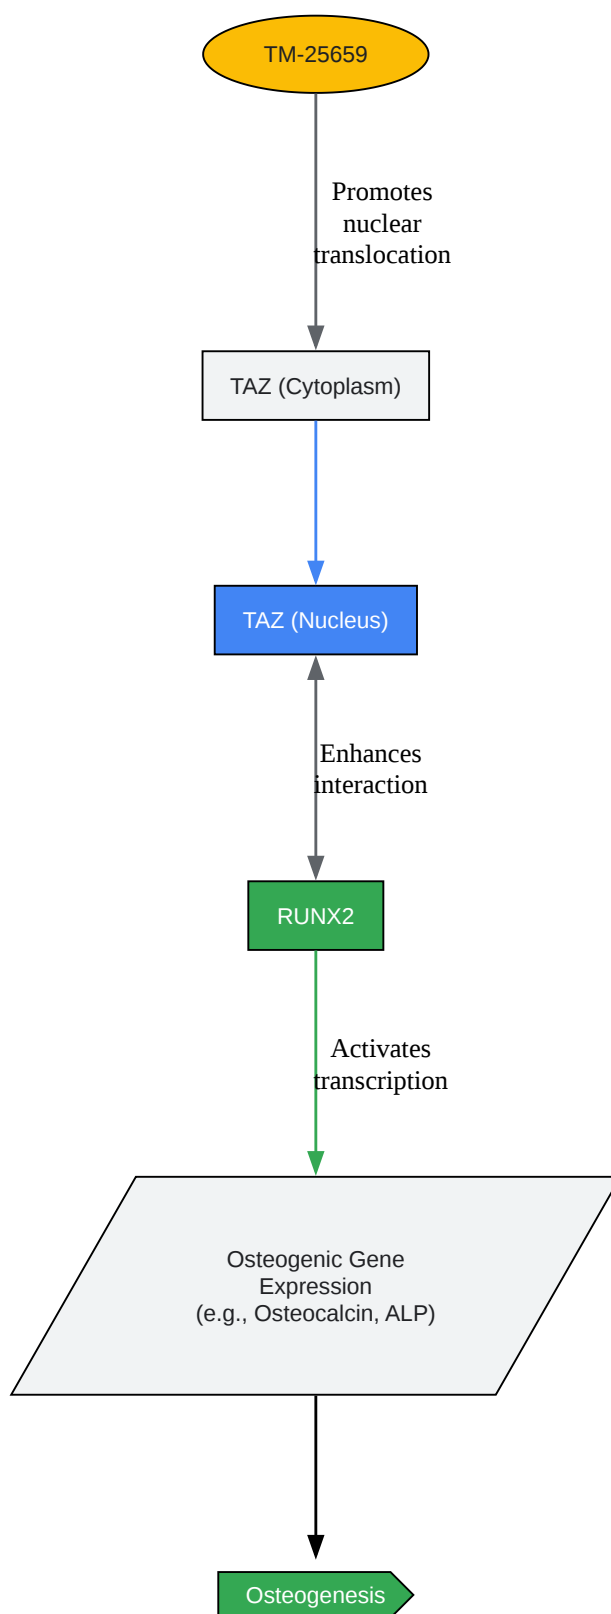 TM-25659
Promotes
nuclear
translocation
TAZ (Cytoplasm)
TAZ (Nucleus)
Enhances
interaction
RUNX2
Activates
transcription
Osteogenic Gene
Expression
(e.g., Osteocalcin, ALP)
Osteogenesis